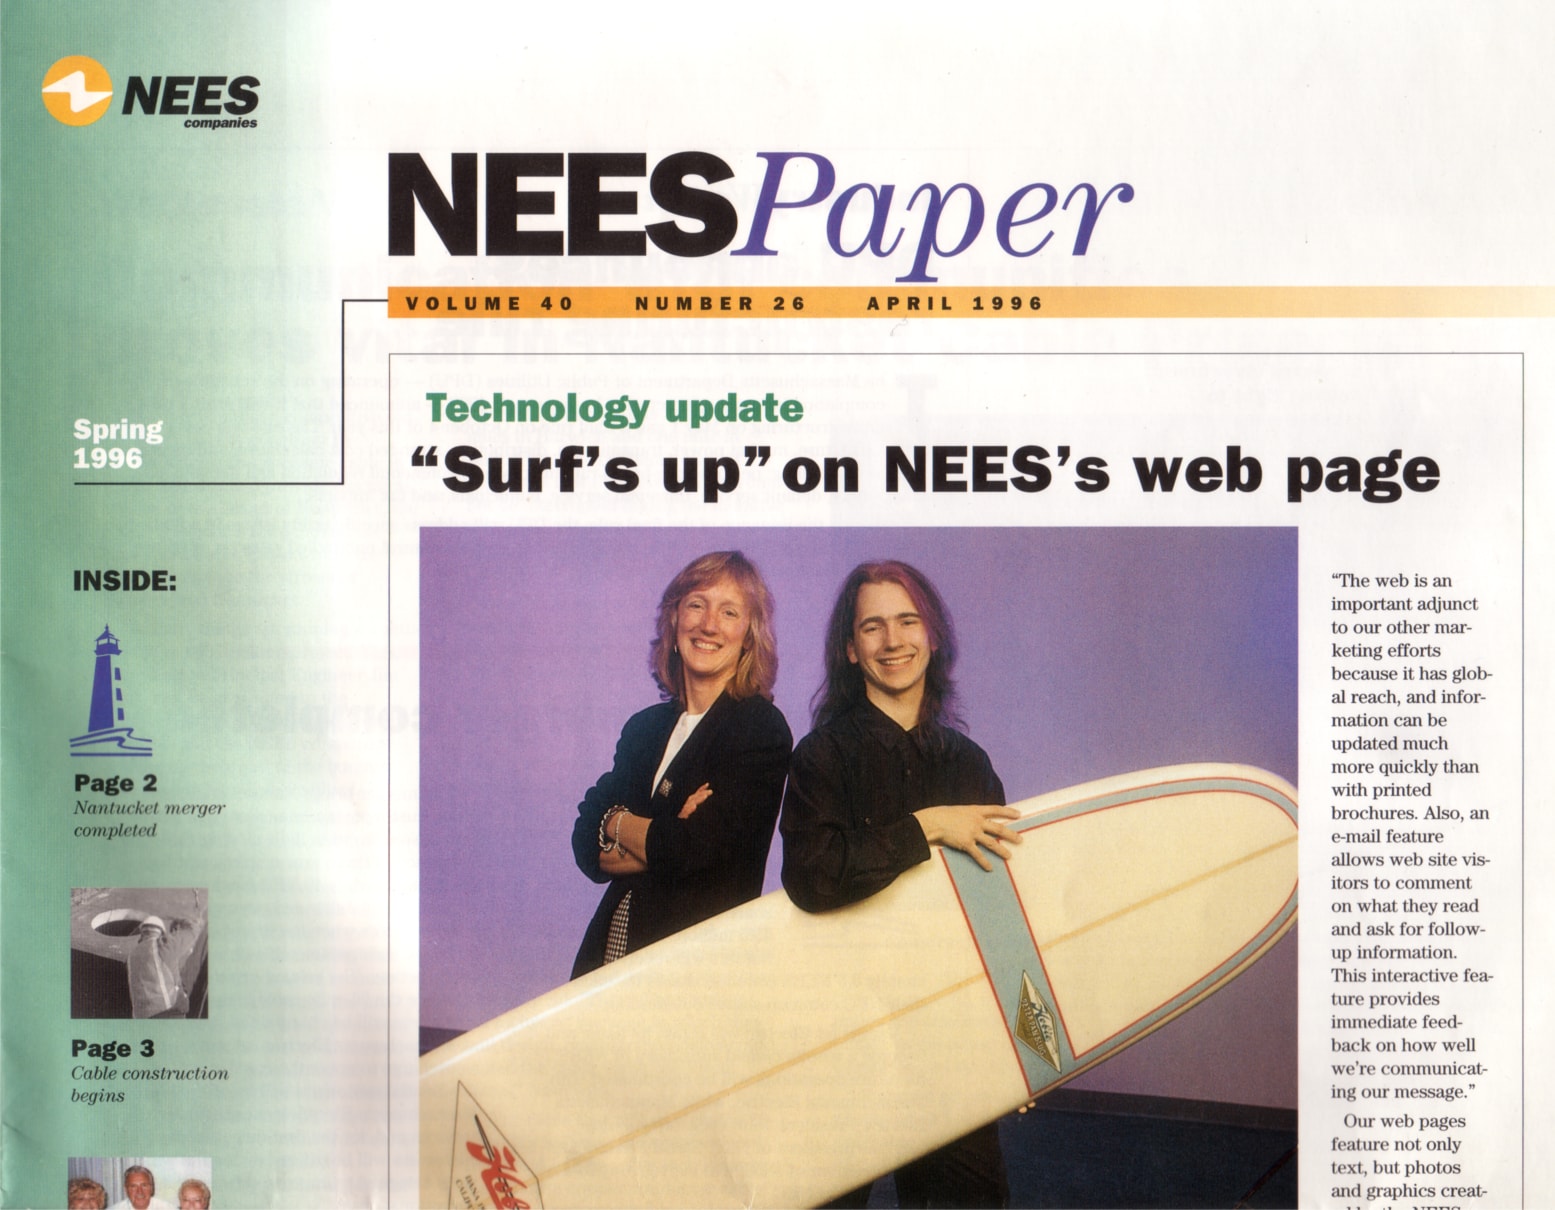 NEES
companies
NEESPaper
VOLUME 40 NUMBER 26 APRIL 1996
Spring
1996
INSIDE:
Page 2
Nantucket merger
completed
Page 3
Cable construction
begins
Technology update
“Surf’s up” on NEES’s web page
“The web is an
important adjunct
to our other mar-
keting efforts
because it has glob-
al reach, and infor-
mation can be
updated much
more quickly than
with printed
brochures. Also, an
e-mail feature
allows web site vis-
itors to comment
on what they read
and ask for follow-
up information.
This interactive fea-
ture provides
immediate feed-
back on how well
we’re communicat-
ing our message.”
Our web pages
feature not only
text, but photos
and graphics creat-
Hobie